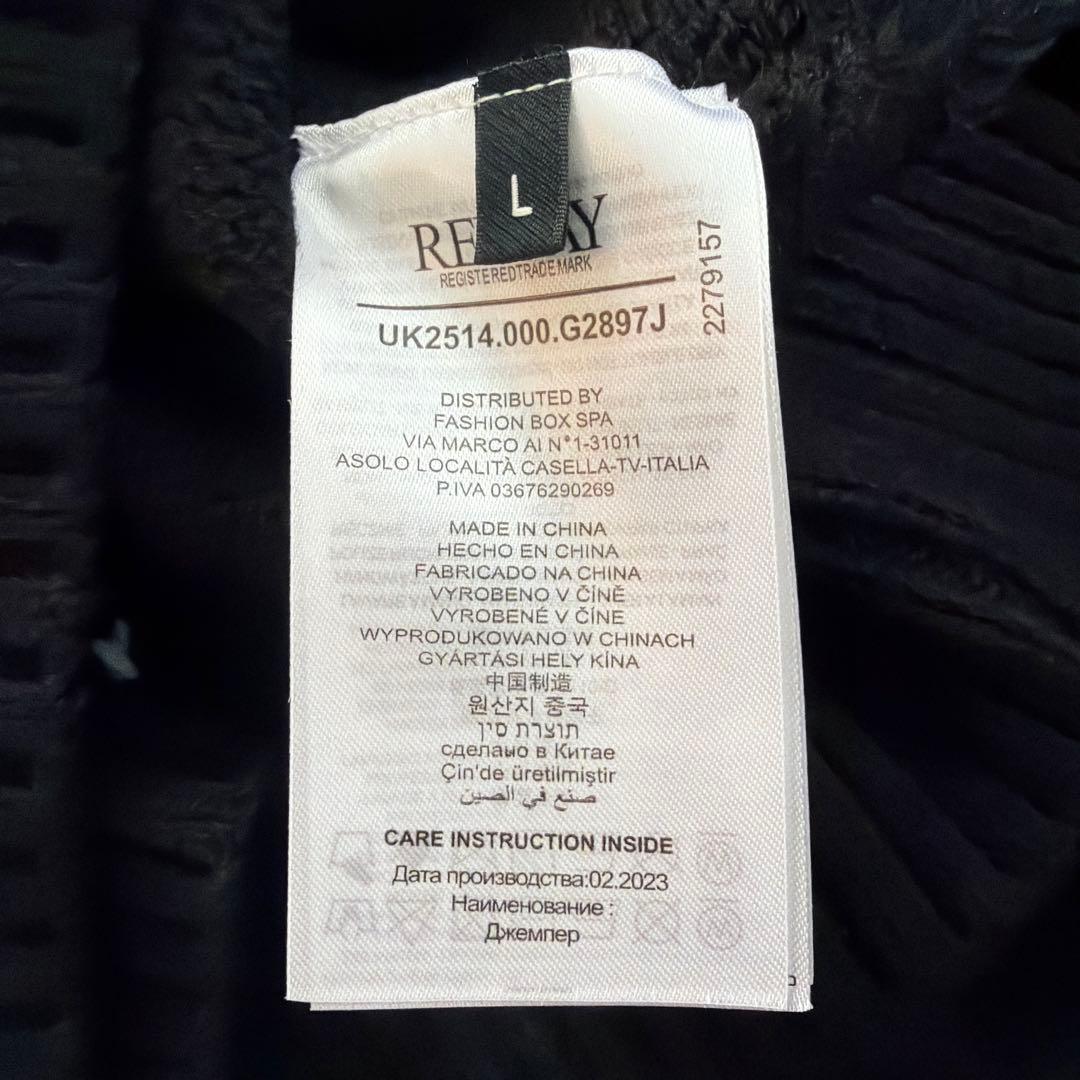 L
RE AY
REGISTEREDTRADEMARK
2279157
UK2514.000.G2897J
DISTRIBUTED BY
FASHION BOX SPA
VIA MARCO AI N°1-31011
ASOLO LOCALITÀ CASELLA-TV-ITALIA
P.IVA 03676290269
MADE IN CHINA
HECHO EN CHINA
FABRICADO NA CHINA
VYROBENO V ČÍNĚ
VYROBENÉ V ČÍNE
WYPRODUKOWANO W CHINACH
GYÁRTÁSI HELY KÍNA
中国制造
원산지 중국
תוצרת סין
сделаыо в Китае
Çin'de üretilmiştir
صنع في الصين
CARE INSTRUCTION INSIDE
Дата производства:02.2023
Наименование :
Джемпер